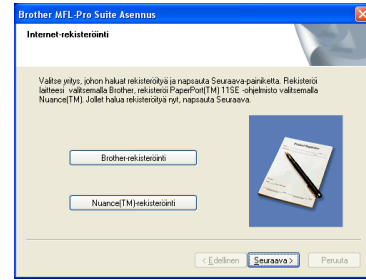 Brother MFL-Pro Suite Asennus
Internet-rekisteröinti
Valitse yritys, johon haluat rekisteröityä ja napsauta Seuraava-painiketta. Rekisteröi
laitteesi valitsemalla Brother, rekisteröi PaperPort(TM) 11SE -ohjelmisto valitsemalla
Nuance(TM). Jollet halua rekisteröityä nyt, napsauta Seuraava.
Brother-rekisteröinti
Nuance(TM)-rekisteröinti
< Edellinen
Seuraava >
Peruuta